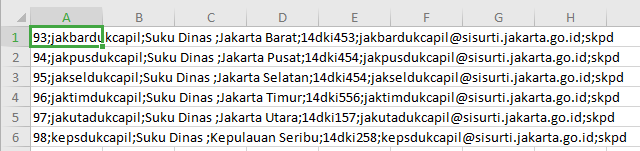 A B C D E F G H
1 93;jakbardukcapil;Suku Dinas ;Jakarta Barat;14dki453;jakbardukcapil@sisurti.jakarta.go.id;skpd
2 94;jakpusdukcapil;Suku Dinas ;Jakarta Pusat;14dki454;jakpusdukcapil@sisurti.jakarta.go.id;skpd
3 95;jakseldukcapil;Suku Dinas ;Jakarta Selatan;14dki454;jakseldukcapil@sisurti.jakarta.go.id;skpd
4 96;jaktimdukcapil;Suku Dinas ;Jakarta Timur;14dki556;jaktimdukcapil@sisurti.jakarta.go.id;skpd
5 97;jakutadukcapil;Suku Dinas ;Jakarta Utara;14dki157;jakutadukcapil@sisurti.jakarta.go.id;skpd
6 98;kepsdukcapil;Suku Dinas ;Kepulauan Seribu;14dki258;kepsdukcapil@sisurti.jakarta.go.id;skpd